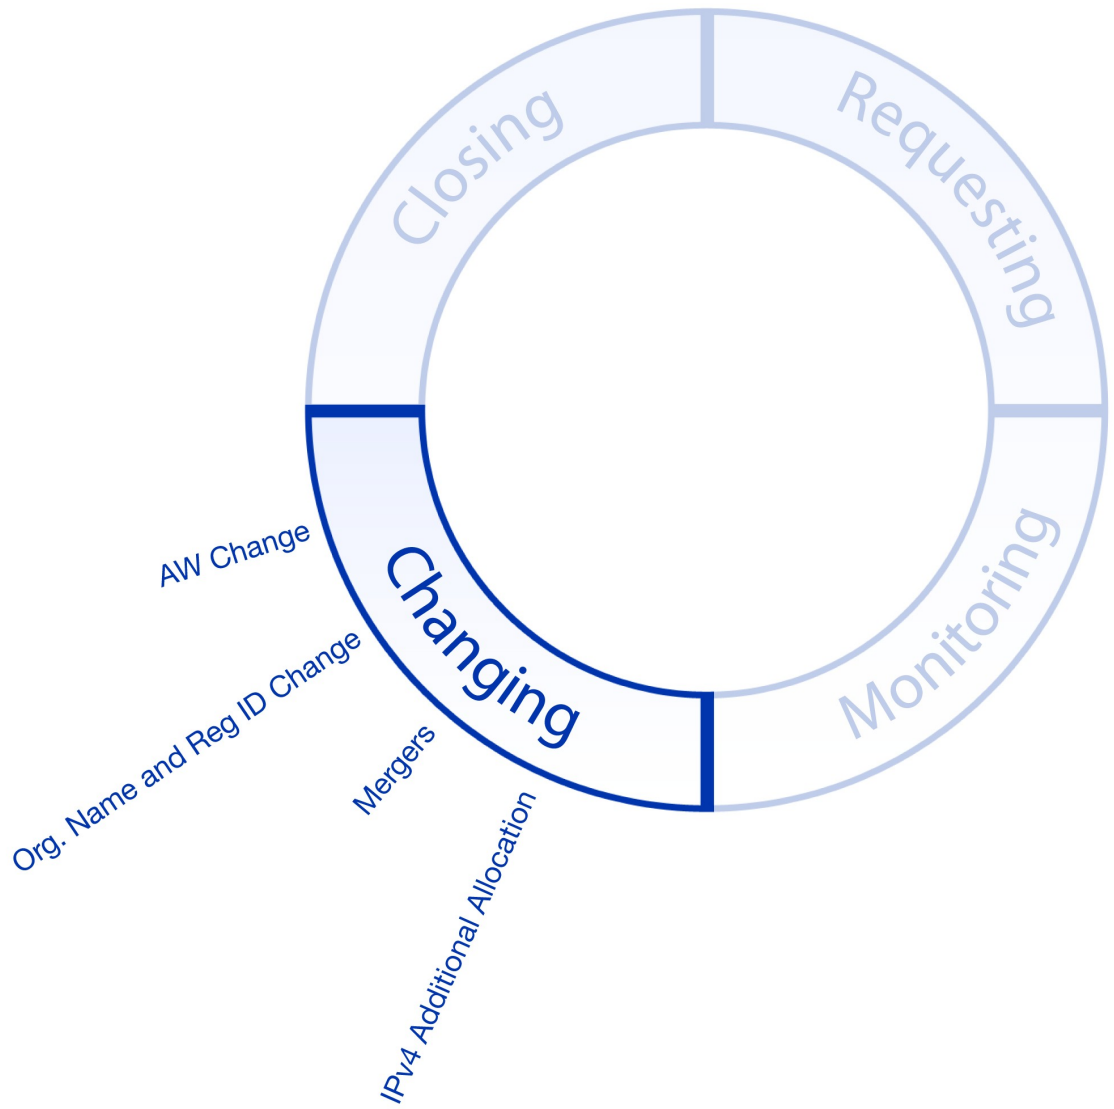 Closing
Requesting
Changing
Monitoring
AW Change
Org. Name and Reg ID Change
Mergers
IPv4 Additional Allocation